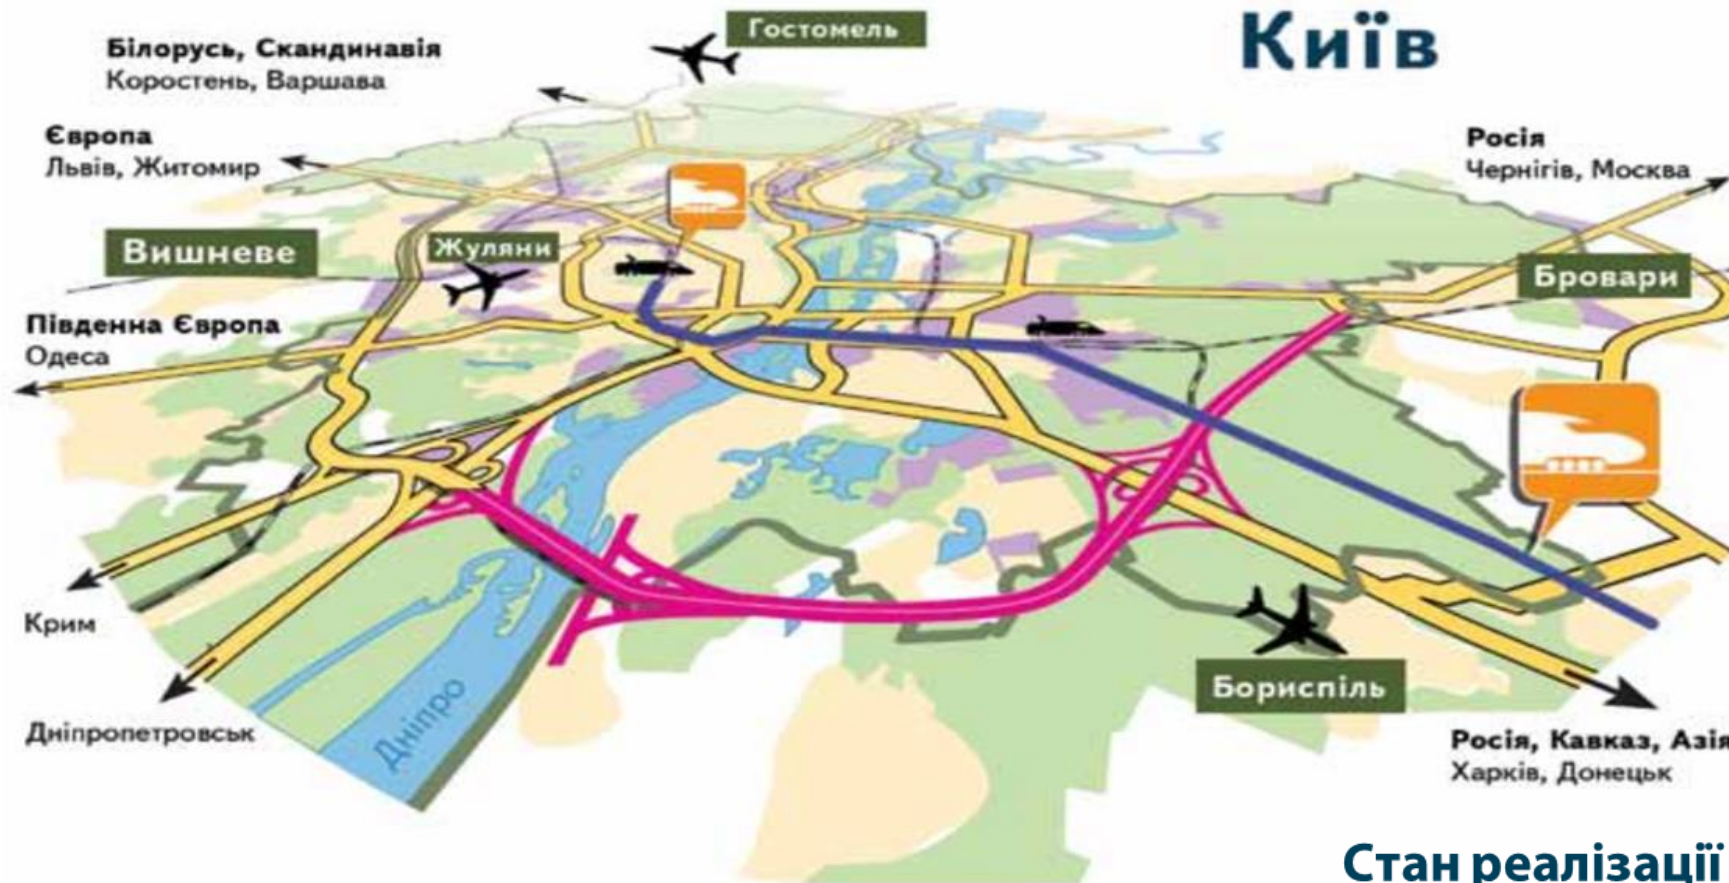 Київ
Гостомель
Білорусь, Скандинавія
Коростень, Варшава
Європа
Львів, Житомир
Росія
Чернігів, Москва
Вишневе
Жуляни
Бровари
Південна Європа
Одеса
Крим
Дніпропетровськ
Дніпро
Бориспіль
Росія, Кавказ, Азія
Харків, Донецьк
Стан реалізації